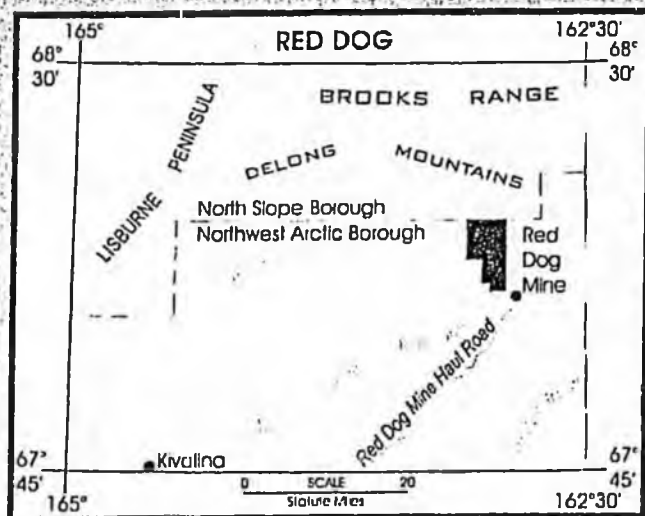 165° RED DOG 162°30'
68° 30' 68° 30'
BROOKS RANGE
LISBURNE PENINSULA
DELONG MOUNTAINS
North Slope Borough
Northwest Arctic Borough
Red
Dog
Mine
Red Dog Mine Haul Road
Kivalina
67° 45' 67° 45'
0 SCALE 20
Statute Miles
165° 162°30'